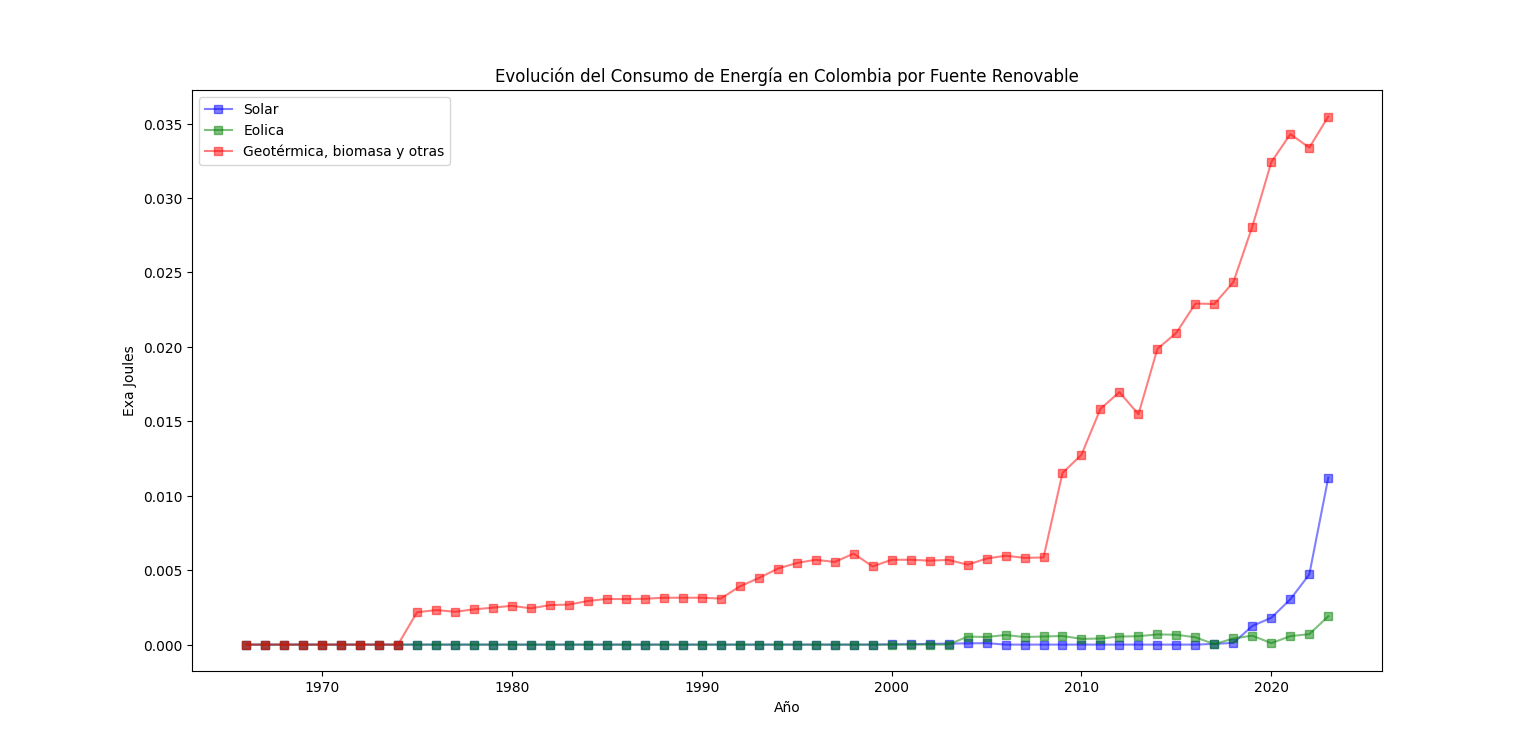 Evolución del Consumo de Energía en Colombia por Fuente Renovable
Solar
Eolica
Geotérmica, biomasa y otras
0.035
0.030
0.025
0.020
0.015
0.010
0.005
0.000
Exa Joules
1970 1980 1990 2000 2010 2020
Año